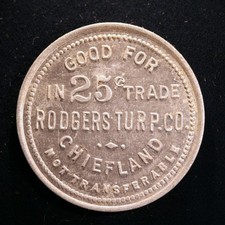 GOOD FOR
IN 25¢ TRADE
RODGERS TURP. CO.
CHIEFLAND
NOT TRANSFERABLE